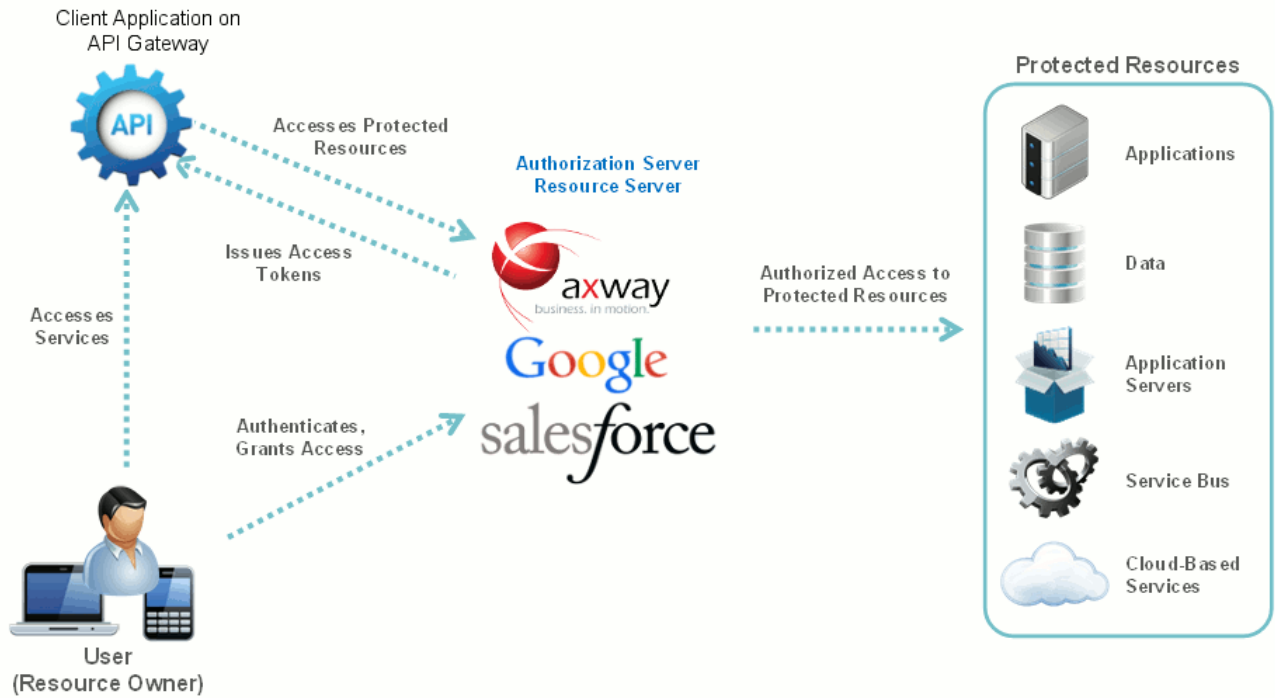 Client Application on
API Gateway
API
Accesses Protected
Resources
Authorization Server
Resource Server
Issues Access
Tokens
axway
business. in motion.
Google
salesforce
Accesses
Services
Authenticates,
Grants Access
User
(Resource Owner)
Authorized Access to
Protected Resources
Protected Resources
Applications
Data
Application
Servers
Service Bus
Cloud-Based
Services